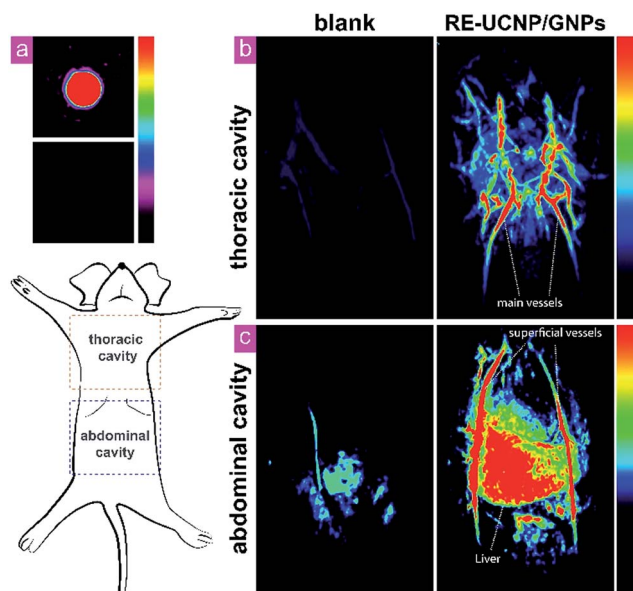 blank
RE-UCNP/GNPs
a
b
thoracic cavity
main vessels
thoracic
cavity
abdominal
cavity
c
abdominal cavity
superficial vessels
Liver